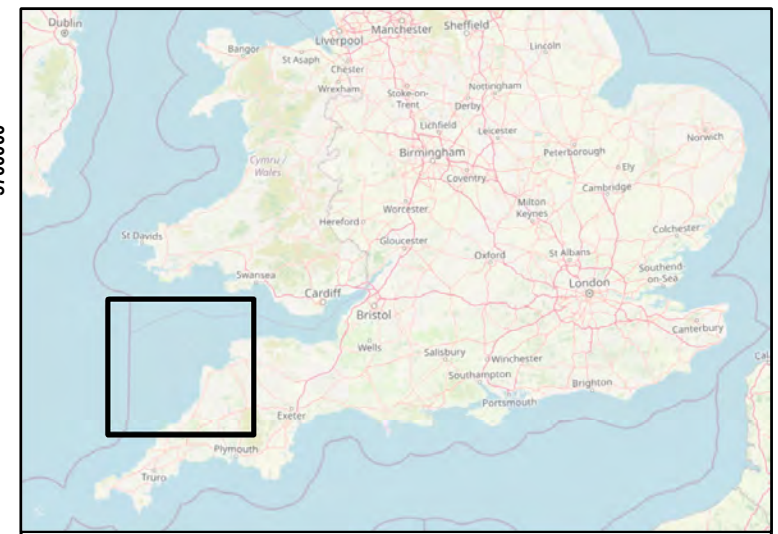 Dublin
Manchester
Sheffield
Liverpool
Bangor
St Asaph
Chester
Lincoln
Wrexham
Stoke-on-
Trent
Nottingham
Derby
Lichfield
Leicester
Norwich
Cymru /
Wales
Birmingham
Peterborough
Ely
Coventry
Cambridge
Worcester
Milton
Keynes
Hereford
St Davids
Gloucester
Colchester
Oxford
St Albans
Swansea
Southend
-on-Sea
Cardiff
London
Bristol
Canterbury
Wells
Salisbury
Winchester
Cal
Southampton
Brighton
Portsmouth
Exeter
Plymouth
Truro